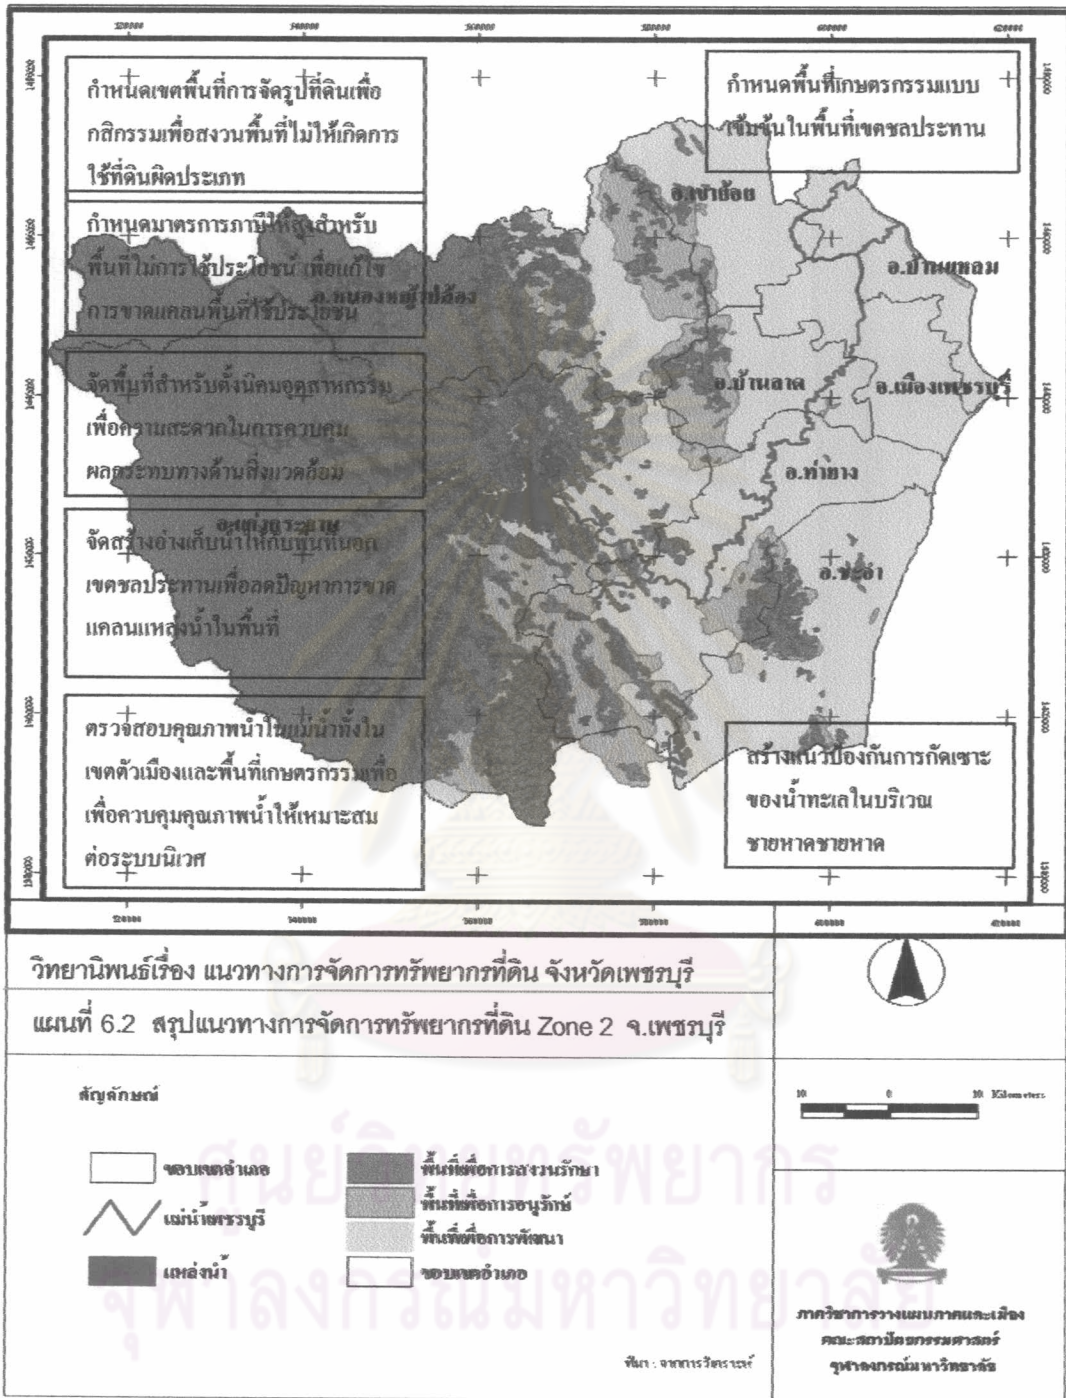 520000 540000 560000 580000 600000 620000
กำหนดเขตพื้นที่การจัดรูปที่ดินเพื่อ
กสิกรรมเพื่อสงวนพื้นที่ไม่ให้เกิดการ
ใช้ที่ดินผิดประเภท
กำหนดพื้นที่เกษตรกรรมแบบ
เข้มข้นในพื้นที่เขตชลประทาน
กำหนดมาตรการภาษีให้สูงสำหรับ
พื้นที่ไม่การใช้ประโยชน์ เพื่อแก้ไข
การขาดแคลนพื้นที่ใช้ประโยชน์
อ.หนองหญ้าปล้อง
อ.เขาย้อย
อ.บ้านแหลม
จัดพื้นที่สำหรับตั้งนิคมอุตสาหกรรม
เพื่อความสะดวกในการควบคุม
ผลกระทบทางด้านสิ่งแวดล้อม
อ.บ้านลาด
อ.เมืองเพชรบุรี
อ.ท่ายาง
อ.แก่งกระจาน
จัดสร้างอ่างเก็บน้ำให้กับพื้นที่นอก
เขตชลประทานเพื่อลดปัญหาการขาด
แคลนแหล่งน้ำในพื้นที่
อ.ชะอำ
ตรวจสอบคุณภาพน้ำในแม่น้ำทั้งใน
เขตตัวเมืองและพื้นที่เกษตรกรรมเพื่อ
เพื่อควบคุมคุณภาพน้ำให้เหมาะสม
ต่อระบบนิเวศ
สร้างแนวป้องกันการกัดเซาะ
ของน้ำทะเลในบริเวณ
ชายหาดชายหาด
520000 540000 560000 580000 600000 620000
วิทยานิพนธ์เรื่อง แนวทางการจัดการทรัพยากรที่ดิน จังหวัดเพชรบุรี
แผนที่ 6.2 สรุปแนวทางการจัดการทรัพยากรที่ดิน Zone 2 จ.เพชรบุรี
สัญลักษณ์
ขอบเขตอำเภอ
แม่น้ำเพชรบุรี
แหล่งน้ำ
พื้นที่เพื่อการสงวนรักษา
พื้นที่เพื่อการอนุรักษ์
พื้นที่เพื่อการพัฒนา
ขอบเขตอำเภอ
10 0 10 Kilometers
ที่มา : จากการวิเคราะห์
ภาควิชาการวางแผนภาคและเมือง
คณะสถาปัตยกรรมศาสตร์
จุฬาลงกรณ์มหาวิทยาลัย
ศูนย์วิทยทรัพยากร
จุฬาลงกรณ์มหาวิทยาลัย